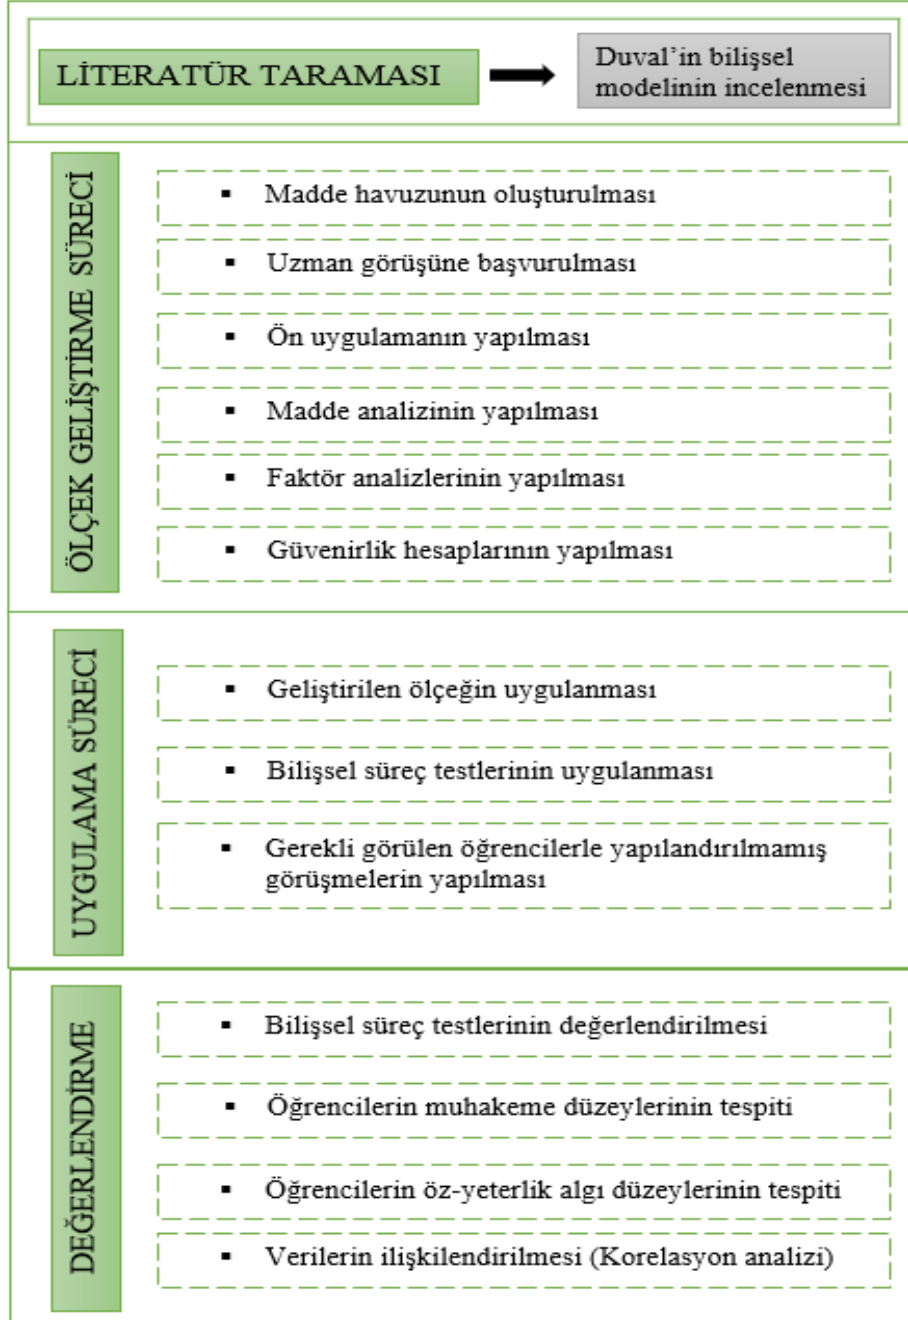 LİTERATÜR TARAMASI
Duval'in bilişsel
modelinin incelenmesi
ÖLÇEK GELİŞTİRME SÜRECİ
▪ Madde havuzunun oluşturulması
▪ Uzman görüşüne başvurulması
▪ Ön uygulamanın yapılması
▪ Madde analizinin yapılması
▪ Faktör analizlerinin yapılması
▪ Güvenirlik hesaplarının yapılması
UYGULAMA SÜRECİ
▪ Geliştirilen ölçeğin uygulanması
▪ Bilişsel süreç testlerinin uygulanması
▪ Gerekli görülen öğrencilerle yapılandırılmamış
görüşmelerin yapılması
DEĞERLENDİRME
▪ Bilişsel süreç testlerinin değerlendirilmesi
▪ Öğrencilerin muhakeme düzeylerinin tespiti
▪ Öğrencilerin öz-yeterlik algı düzeylerinin tespiti
▪ Verilerin ilişkilendirilmesi (Korelasyon analizi)